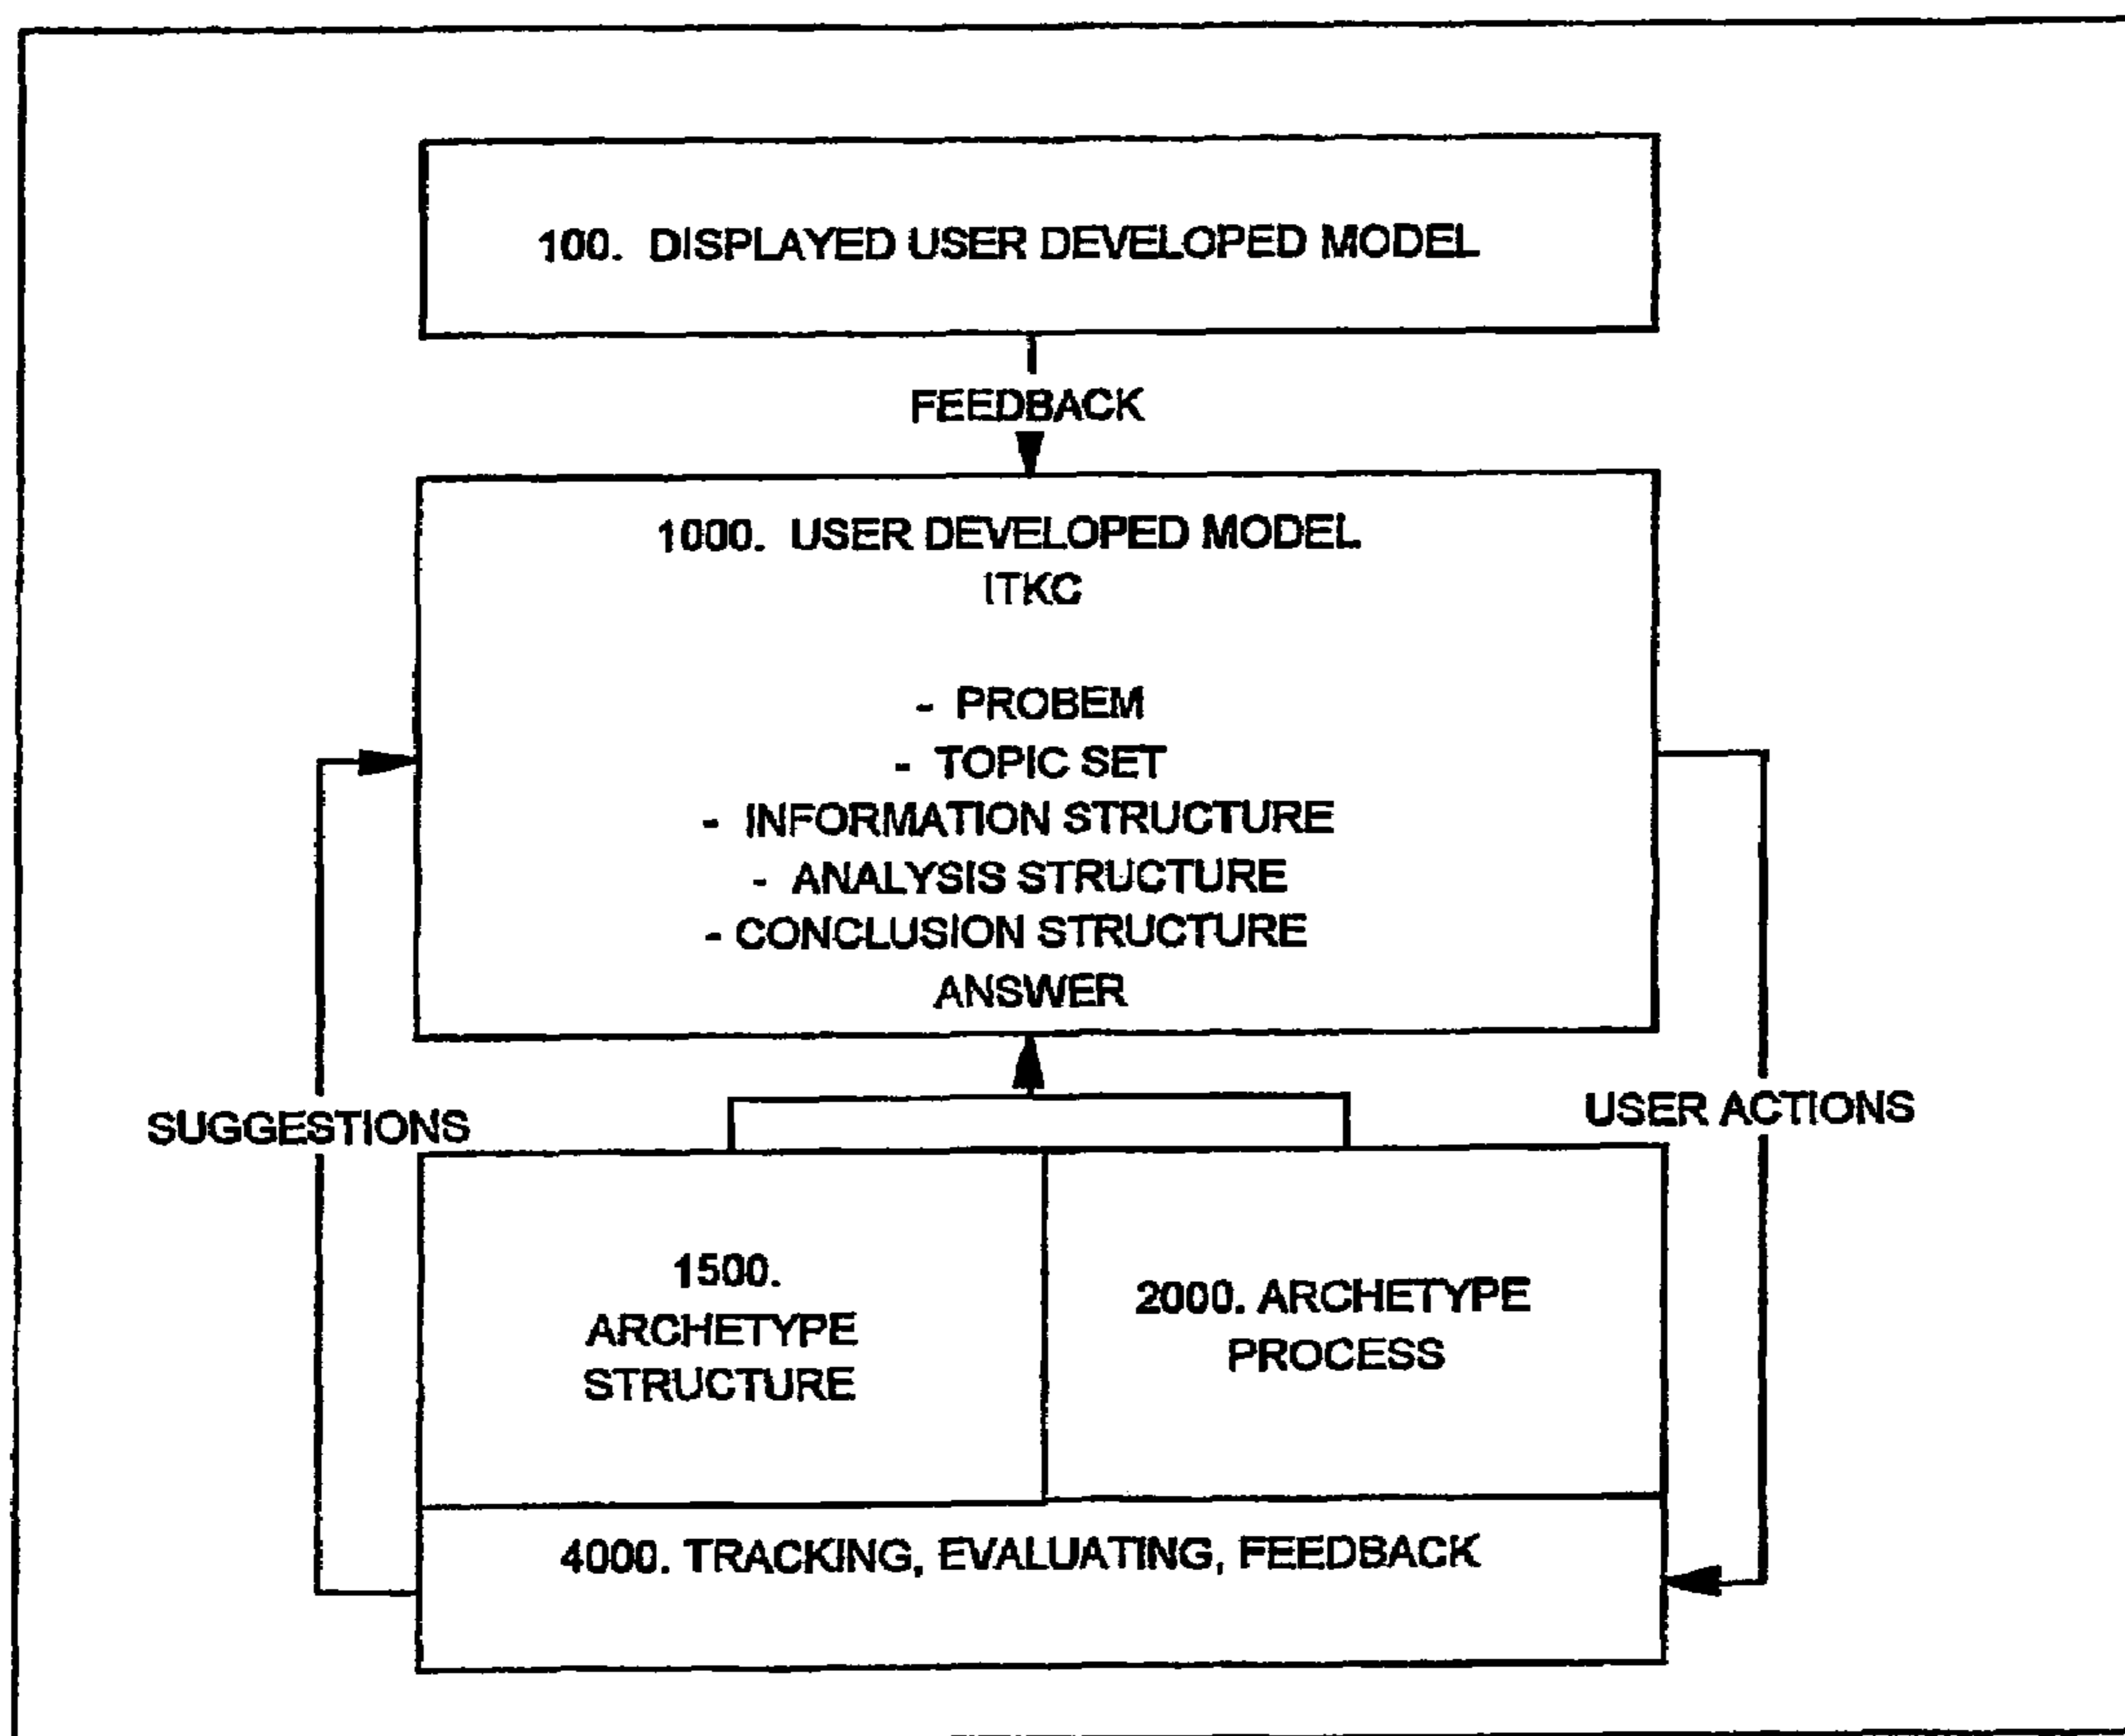 100. DISPLAYED USER DEVELOPED MODEL
FEEDBACK
1000. USER DEVELOPED MODEL
ITKC
- PROBEM
- TOPIC SET
- INFORMATION STRUCTURE
- ANALYSIS STRUCTURE
- CONCLUSION STRUCTURE
ANSWER
SUGGESTIONS
USER ACTIONS
1500.
ARCHETYPE
STRUCTURE
2000. ARCHETYPE
PROCESS
4000. TRACKING, EVALUATING, FEEDBACK